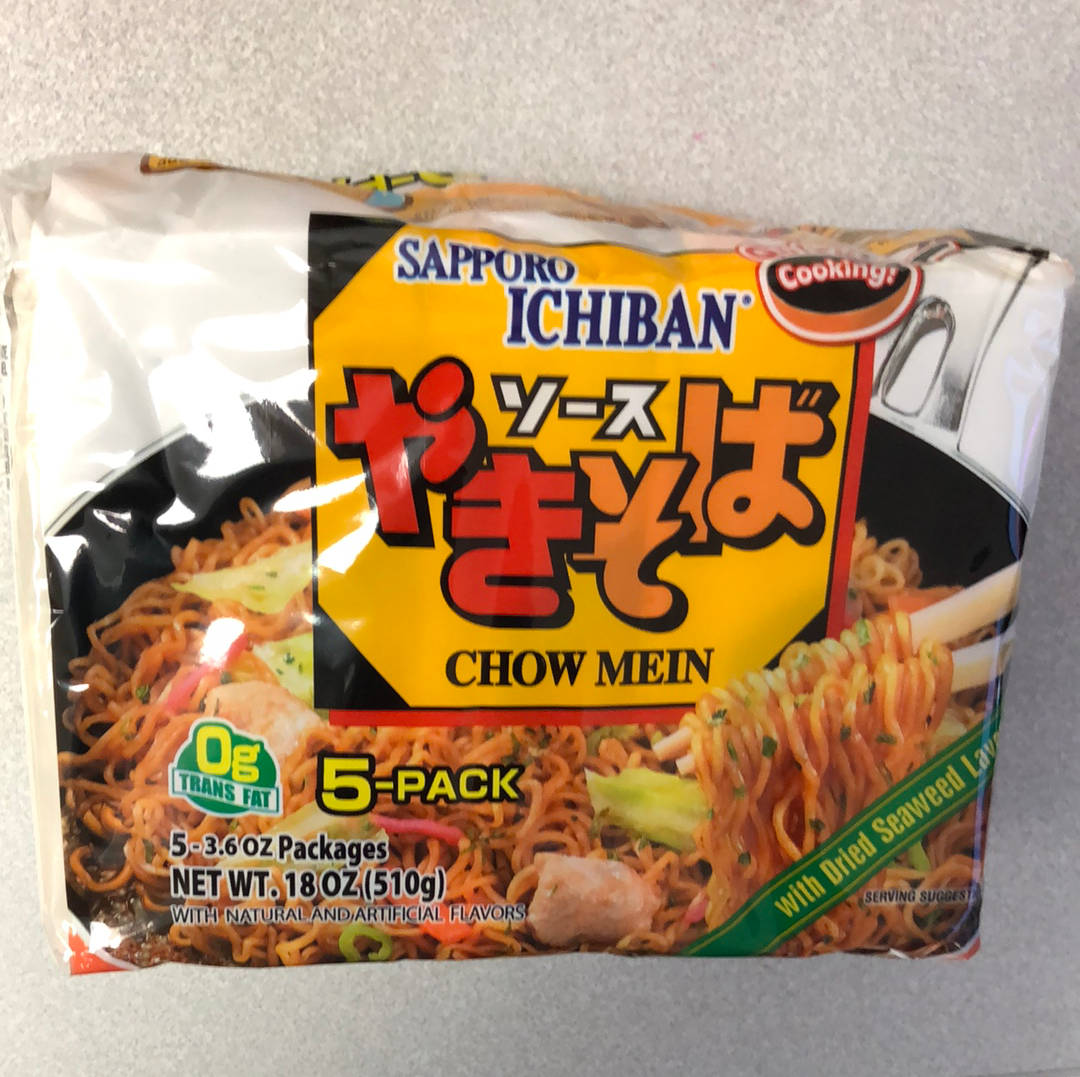 SAPPORO
ICHIBAN
Cooking!
ソース
やきそば
CHOW MEIN
0g
TRANS FAT
5-PACK
5-3.6 OZ Packages
NET WT. 18 OZ (510g)
WITH NATURAL AND ARTIFICIAL FLAVORS
with Dried Seaweed
SERVING